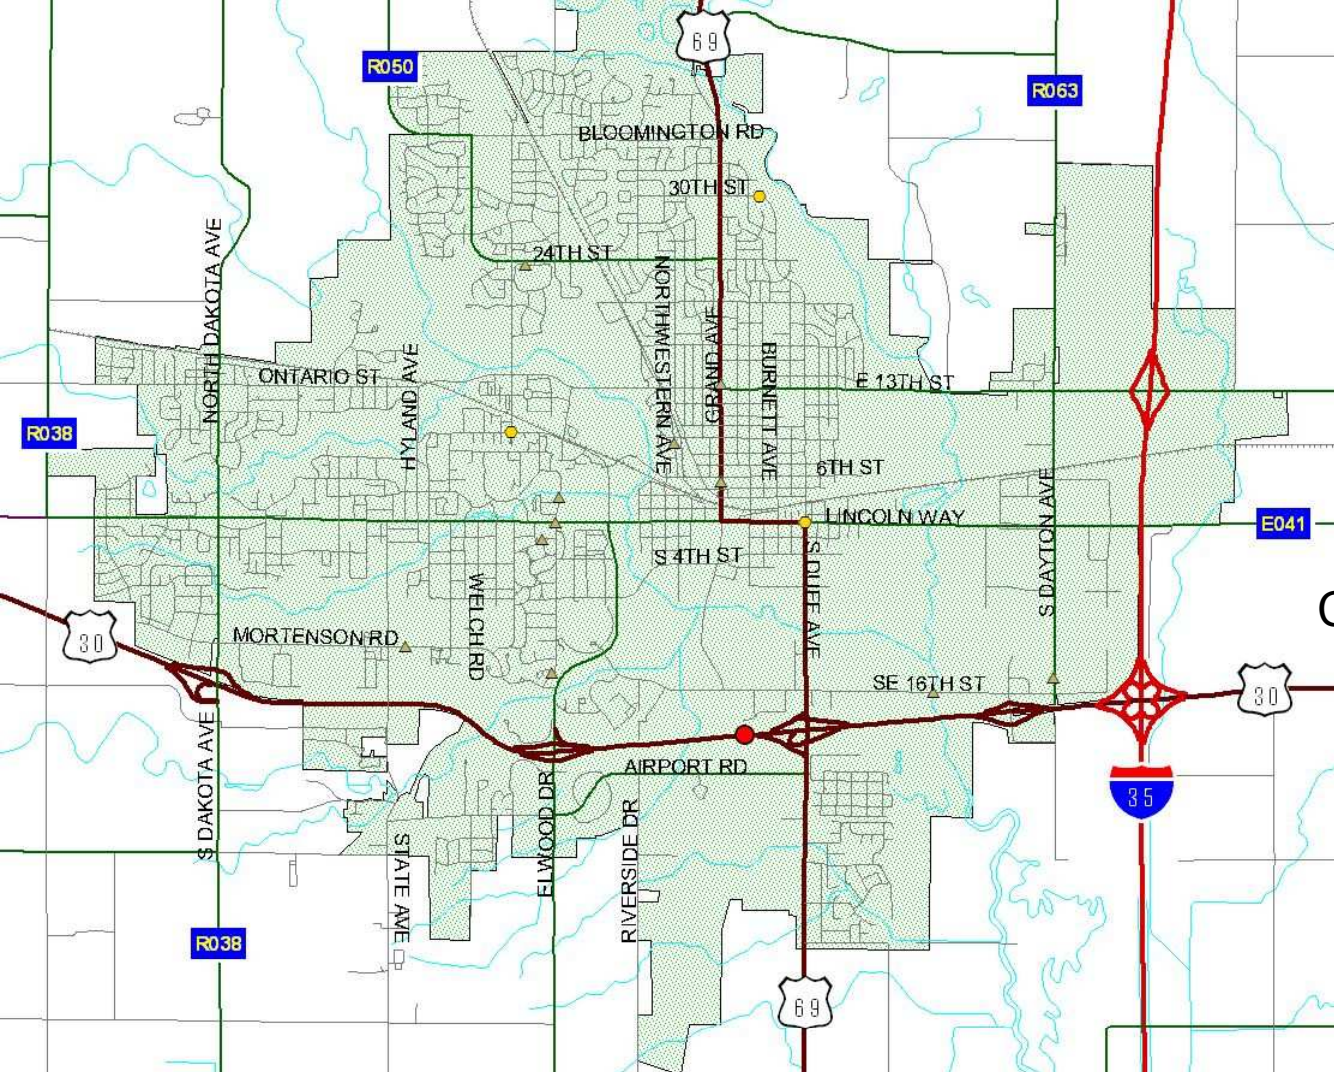 69
R050
R063
BLOOMINGTON RD
30TH ST
24TH ST
NORTH DAKOTA AVE
NORTHWESTERN AVE
GRAND AVE
BURNETT AVE
HYLAND AVE
ONTARIO ST
E 13TH ST
R038
6TH ST
LINCOLN WAY
E041
S DAYTON AVE
S 4TH ST
S DUFF AVE
WELCH RD
30
MORTENSON RD
SE 16TH ST
30
S DAKOTA AVE
AIRPORT RD
35
ELWOOD DR
RIVERSIDE DR
STATE AVE
R038
69